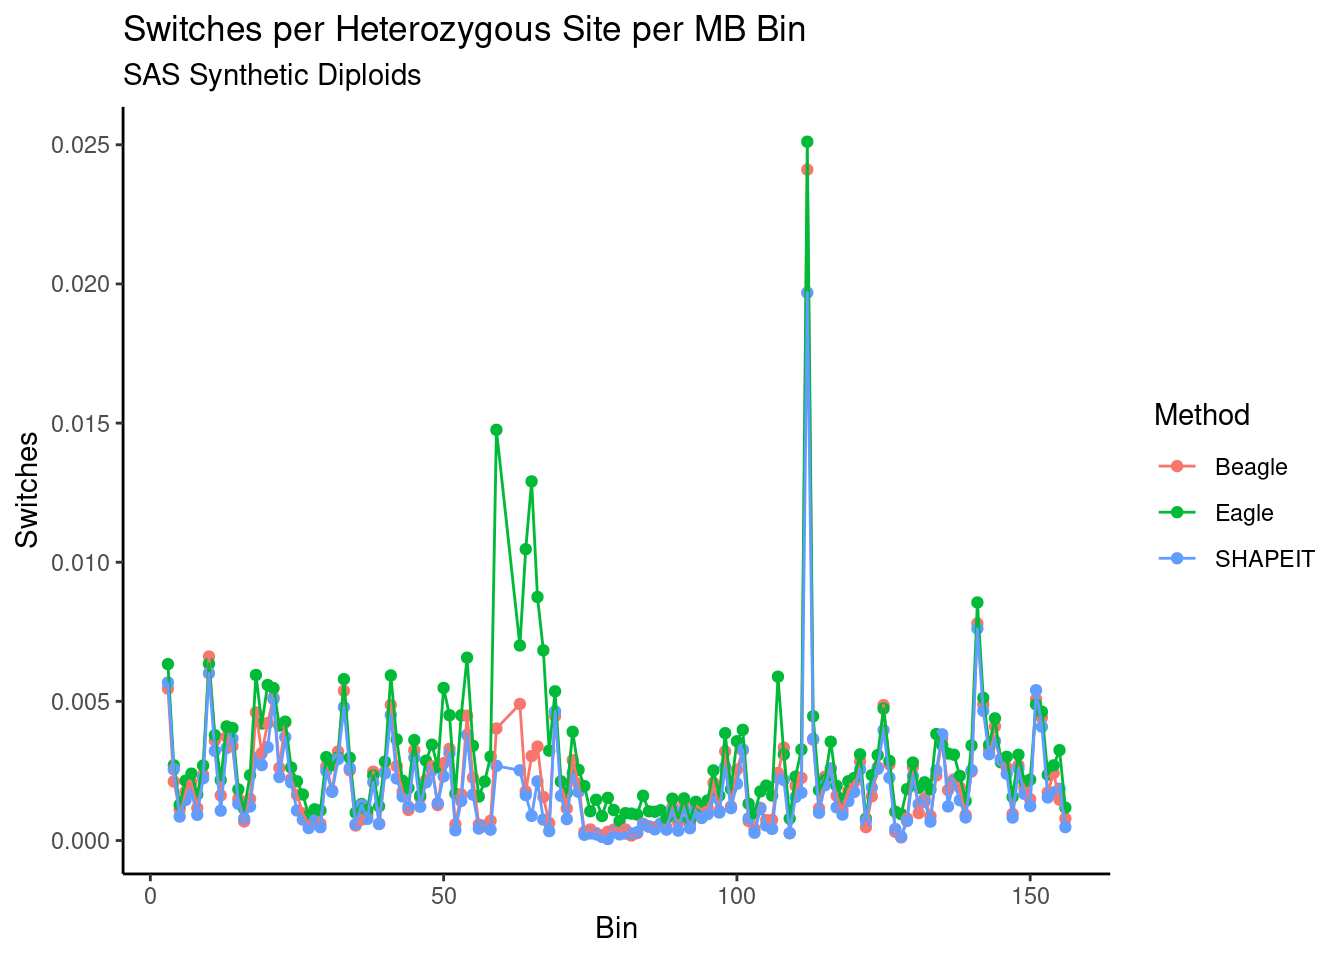 Switches per Heterozygous Site per MB Bin
SAS Synthetic Diploids
0.025
0.020
0.015
0.010
0.005
0.000
Switches
0
50
100
150
Bin
Method
Beagle
Eagle
SHAPEIT